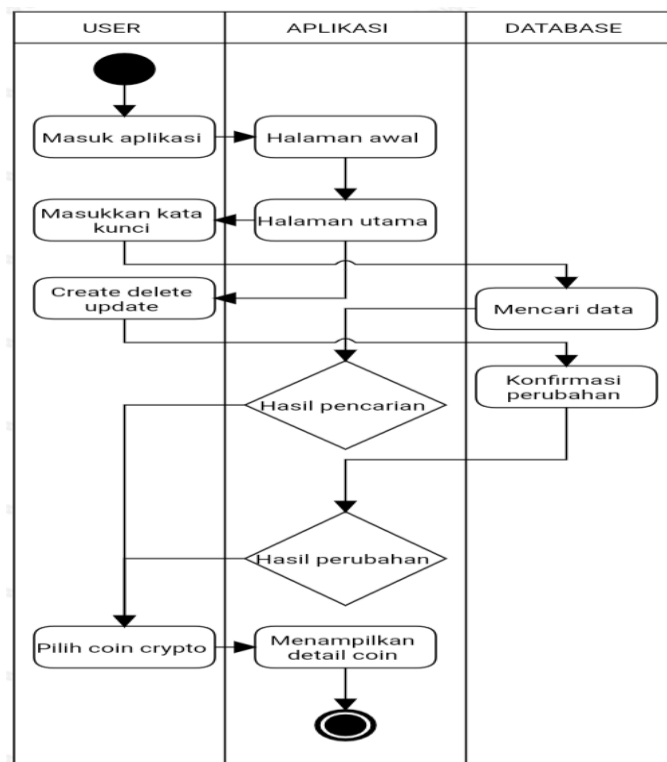 USER
APLIKASI
DATABASE
Masuk aplikasi
Halaman awal
Masukkan kata
kunci
Halaman utama
Create delete
update
Mencari data
Konfirmasi
perubahan
Hasil pencarian
Hasil perubahan
Pilih coin crypto
Menampilkan
detail coin